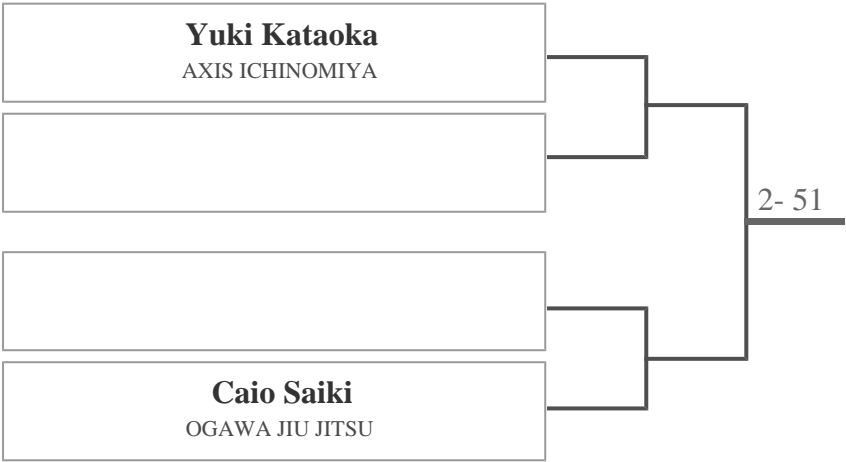 Yuki Kataoka
AXIS ICHINOMIYA
2- 51
Caio Saiki
OGAWA JIU JITSU